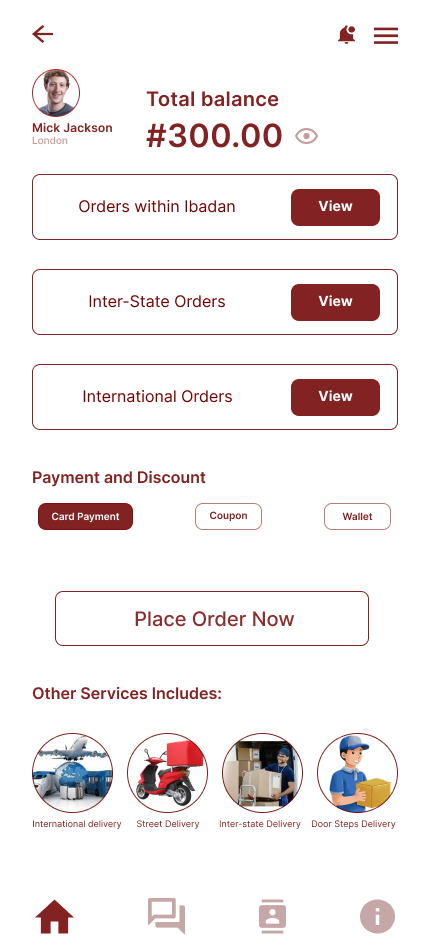 Total balance
#300.00
Mick Jackson
London
Orders within Ibadan
View
Inter-State Orders
View
International Orders
View
Payment and Discount
Card Payment
Coupon
Wallet
Place Order Now
Other Services Includes:
International delivery
Street Delivery
Inter-state Delivery
Door Steps Delivery